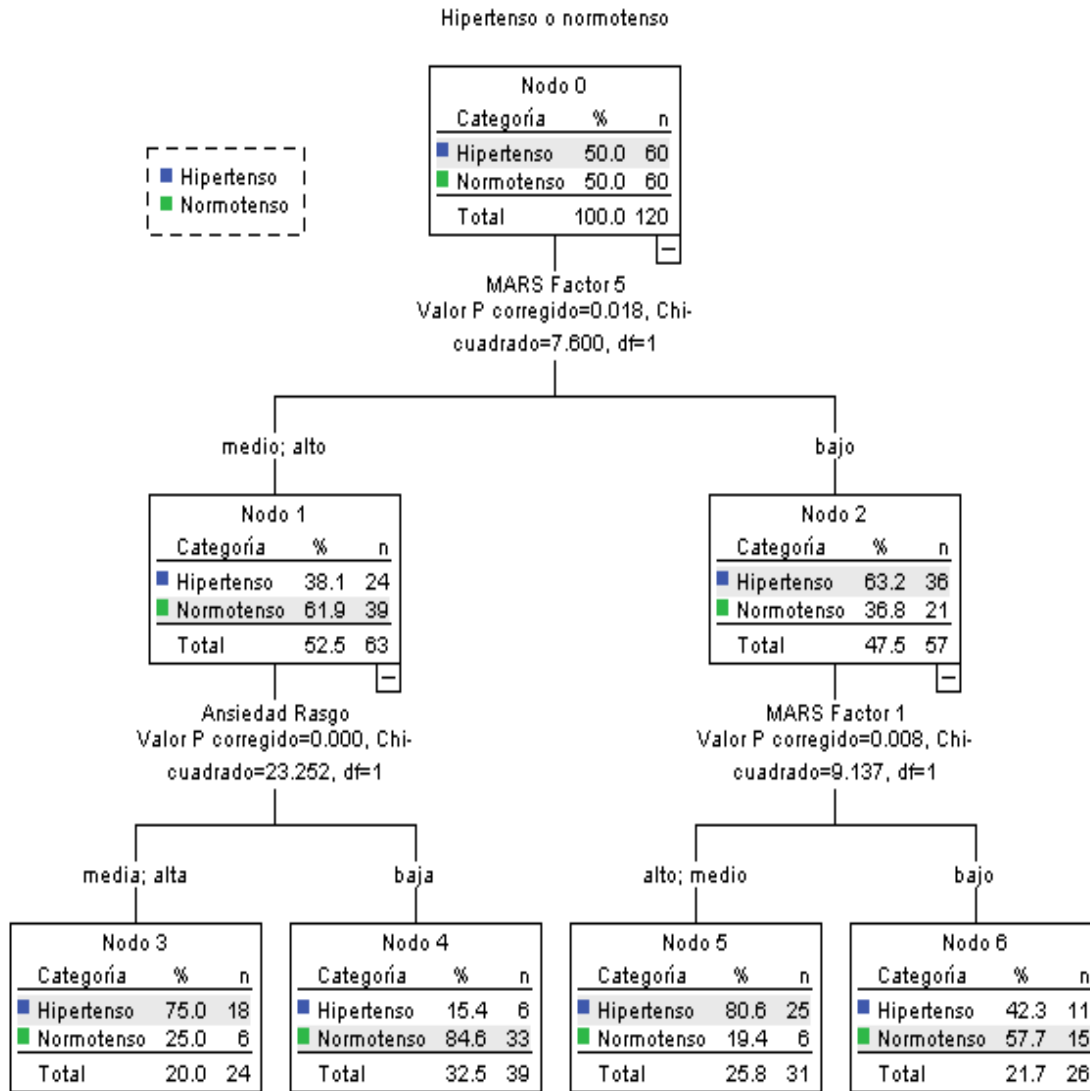 Hipertenso o normotenso
Nodo 0
Categoría % n
Hipertenso 50.0 60
Normotenso 50.0 60
Total 100.0 120
Hipertenso
Normotenso
MARS Factor 5
Valor P corregido=0.018, Chi-
cuadrado=7.600, df=1
medio; alto
bajo
Nodo 1
Categoría % n
Hipertenso 38.1 24
Normotenso 61.9 39
Total 52.5 63
Nodo 2
Categoría % n
Hipertenso 63.2 36
Normotenso 36.8 21
Total 47.5 57
Ansiedad Rasgo
Valor P corregido=0.000, Chi-
cuadrado=23.252, df=1
MARS Factor 1
Valor P corregido=0.008, Chi-
cuadrado=9.137, df=1
media; alta
baja
alto; medio
bajo
Nodo 3
Categoría % n
Hipertenso 75.0 18
Normotenso 25.0 6
Total 20.0 24
Nodo 4
Categoría % n
Hipertenso 15.4 6
Normotenso 84.6 33
Total 32.5 39
Nodo 5
Categoría % n
Hipertenso 80.6 25
Normotenso 19.4 6
Total 25.8 31
Nodo 6
Categoría % n
Hipertenso 42.3 11
Normotenso 57.7 15
Total 21.7 26